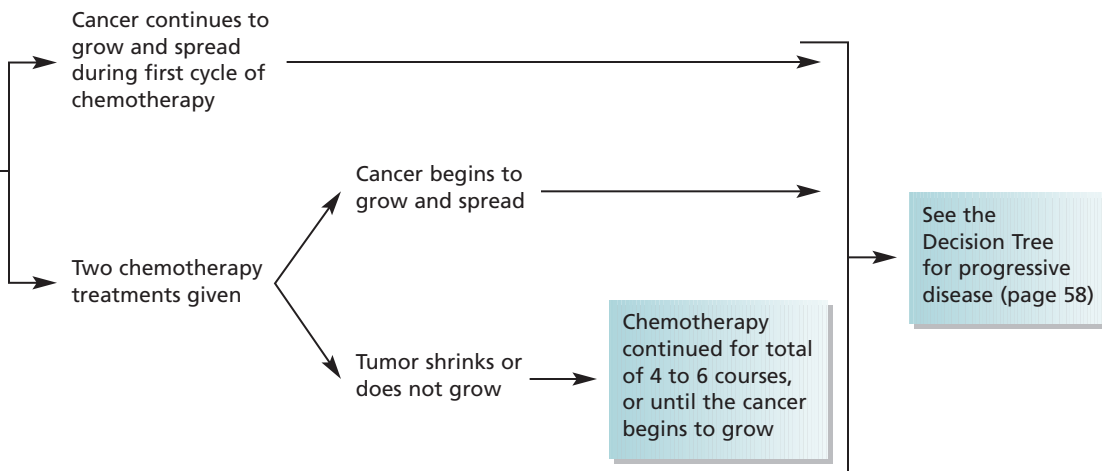 Cancer continues to
grow and spread
during first cycle of
chemotherapy
Cancer begins to
grow and spread
See the
Decision Tree
for progressive
disease (page 58)
Two chemotherapy
treatments given
Chemotherapy
continued for total
of 4 to 6 courses,
or until the cancer
begins to grow
Tumor shrinks or
does not grow